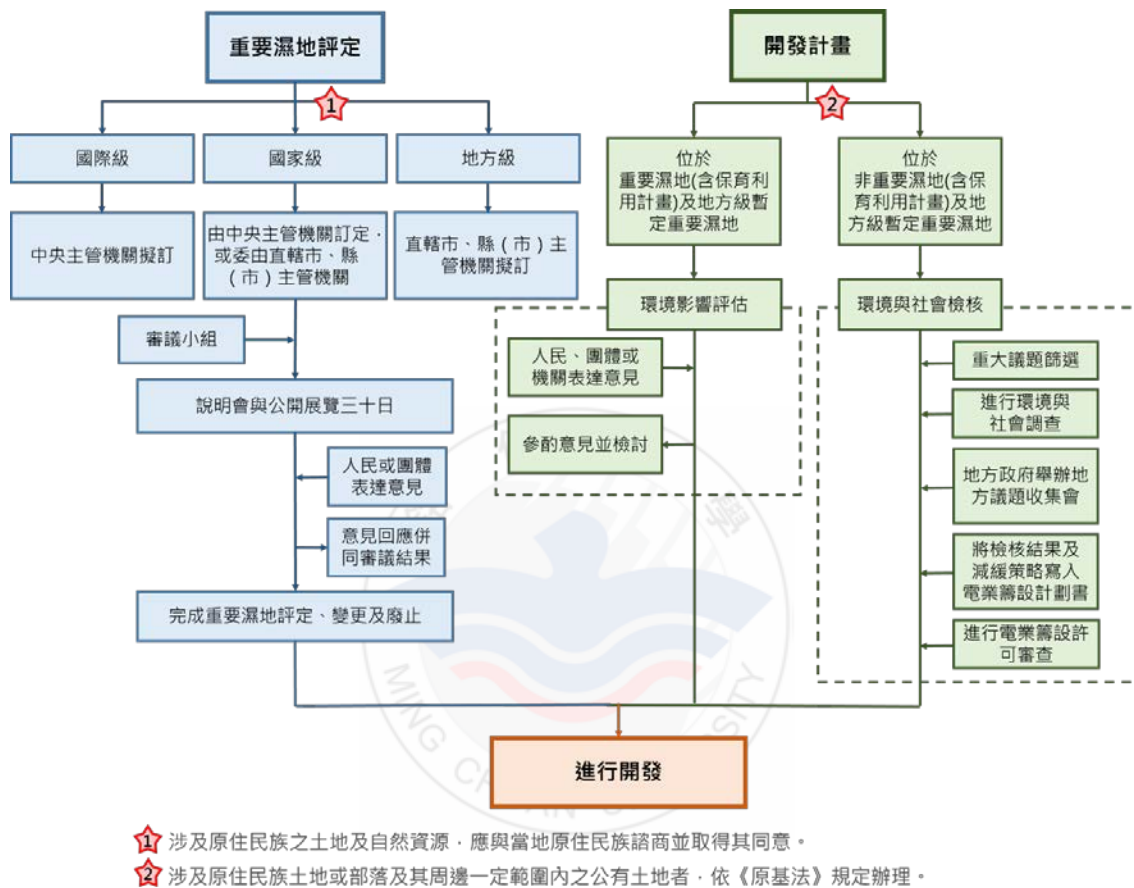 重要濕地評定
開發計畫
1
2
國際級
國家級
地方級
位於
重要濕地(含保育利
用計畫)及地方級暫
定重要濕地
位於
非重要濕地(含保
育利用計畫)及地
方級暫定重要濕地
中央主管機關擬訂
由中央主管機關訂定，
或委由直轄市、縣
（市）主管機關
直轄市、縣（市）主
管機關擬訂
環境影響評估
環境與社會檢核
審議小組
說明會與公開展覽三十日
人民或團體
表達意見
意見回應併
同審議結果
完成重要濕地評定、變更及廢止
人民、團體或
機關表達意見
參酌意見並檢討
重大議題篩選
進行環境與
社會調查
地方政府舉辦地
方議題收集會
將檢核結果及
減緩策略寫入
電業籌設計劃書
進行電業籌設許
可審查
學
MING CHUAN UNIVERSITY
進行開發
1 涉及原住民族之土地及自然資源，應與當地原住民族諮商並取得其同意。
2 涉及原住民族土地或部落及其周邊一定範圍內之公有土地者，依《原基法》規定辦理。